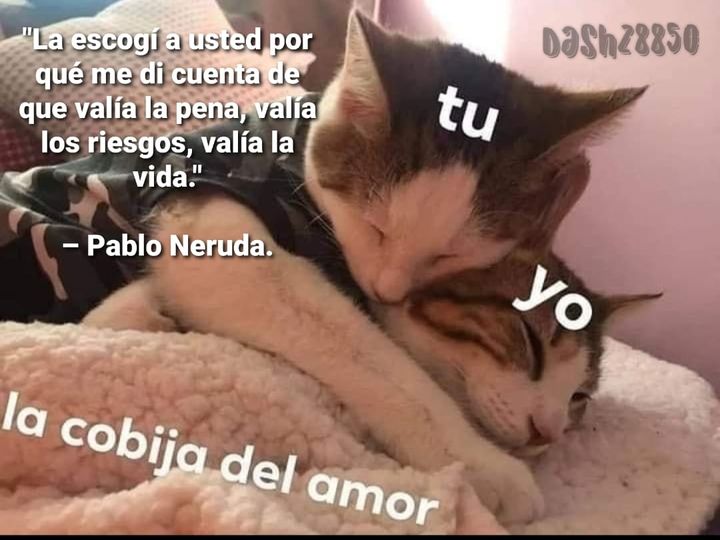 "La escogí a usted por
qué me di cuenta de
que valía la pena, valía
los riesgos, valía la
vida."
– Pablo Neruda.
DaSh28850
tu
yo
la cobija del amor